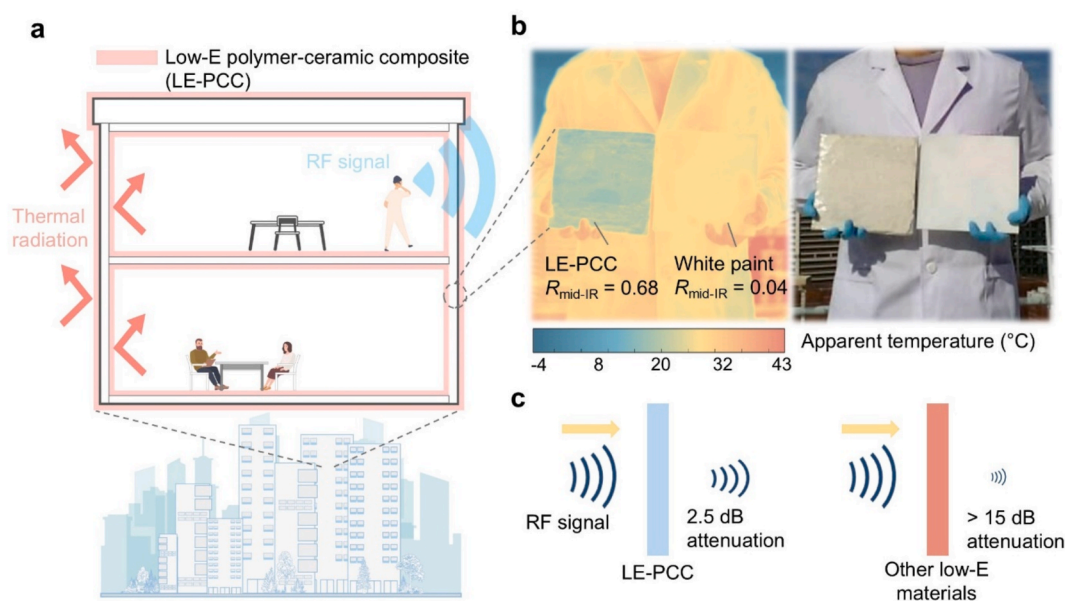 a
Low-E polymer-ceramic composite
(LE-PCC)
RF signal
Thermal
radiation
b
LE-PCC
R mid-IR = 0.68
White paint
R mid-IR = 0.04
-4 8 20 32 43
Apparent temperature (°C)
c
RF signal
2.5 dB
attenuation
LE-PCC
> 15 dB
attenuation
Other low-E
materials